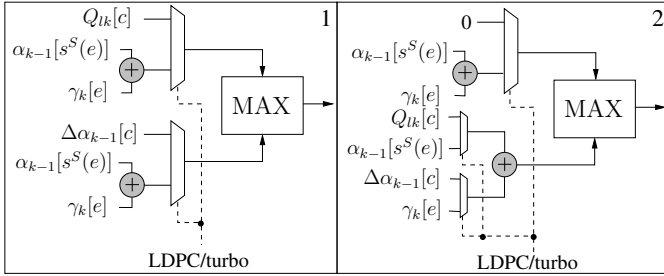 1
Q_{lk}[c]
α_{k−1}[s^S(e)]
+
γ_k[e]
MAX
Δα_{k−1}[c]
α_{k−1}[s^S(e)]
+
γ_k[e]
LDPC/turbo
2
0
α_{k−1}[s^S(e)]
+
γ_k[e]
MAX
Q_{lk}[c]
α_{k−1}[s^S(e)]
+
Δα_{k−1}[c]
γ_k[e]
LDPC/turbo